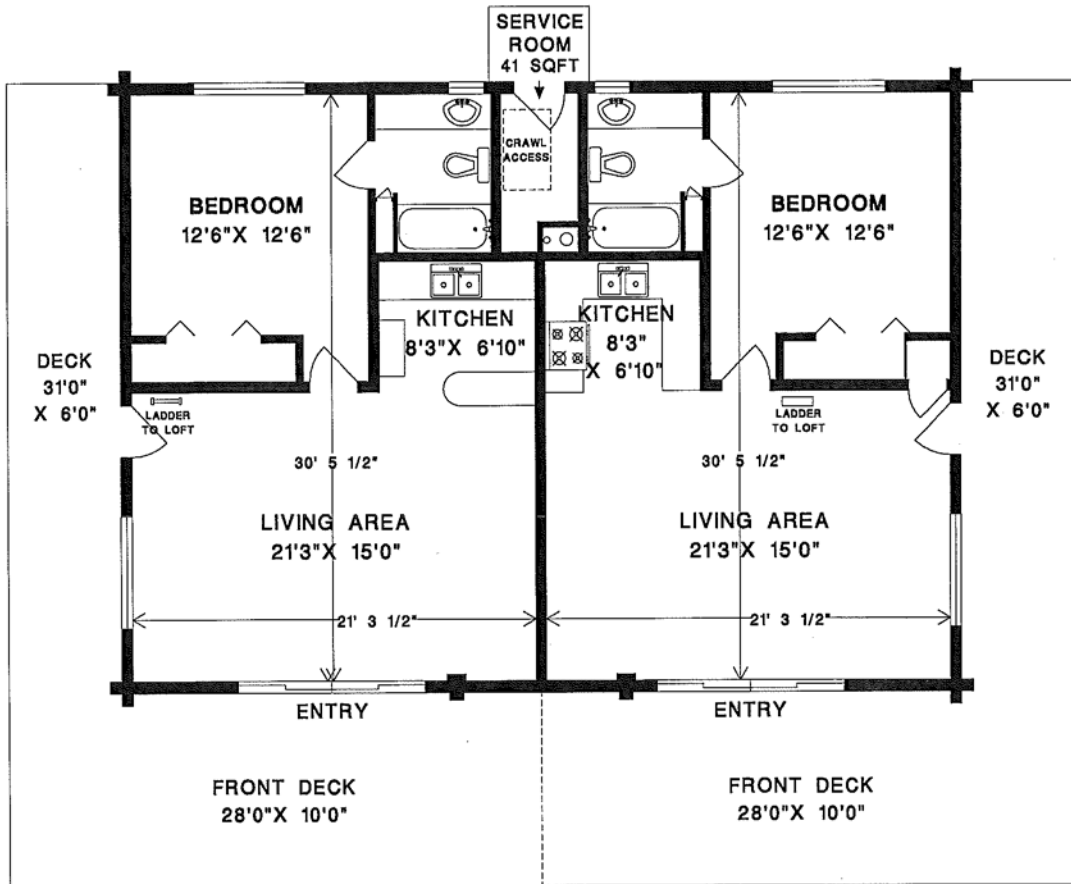 SERVICE
ROOM
41 SQFT
CRAWL
ACCESS
BEDROOM
12'6"X 12'6"
BEDROOM
12'6"X 12'6"
KITCHEN
8'3"X 6'10"
KITCHEN
8'3"
X 6'10"
DECK
31'0"
X 6'0"
DECK
31'0"
X 6'0"
LADDER
TO LOFT
LADDER
TO LOFT
30' 5 1/2"
30' 5 1/2"
LIVING AREA
21'3"X 15'0"
LIVING AREA
21'3"X 15'0"
21' 3 1/2"
21' 3 1/2"
ENTRY
ENTRY
FRONT DECK
28'0"X 10'0"
FRONT DECK
28'0"X 10'0"